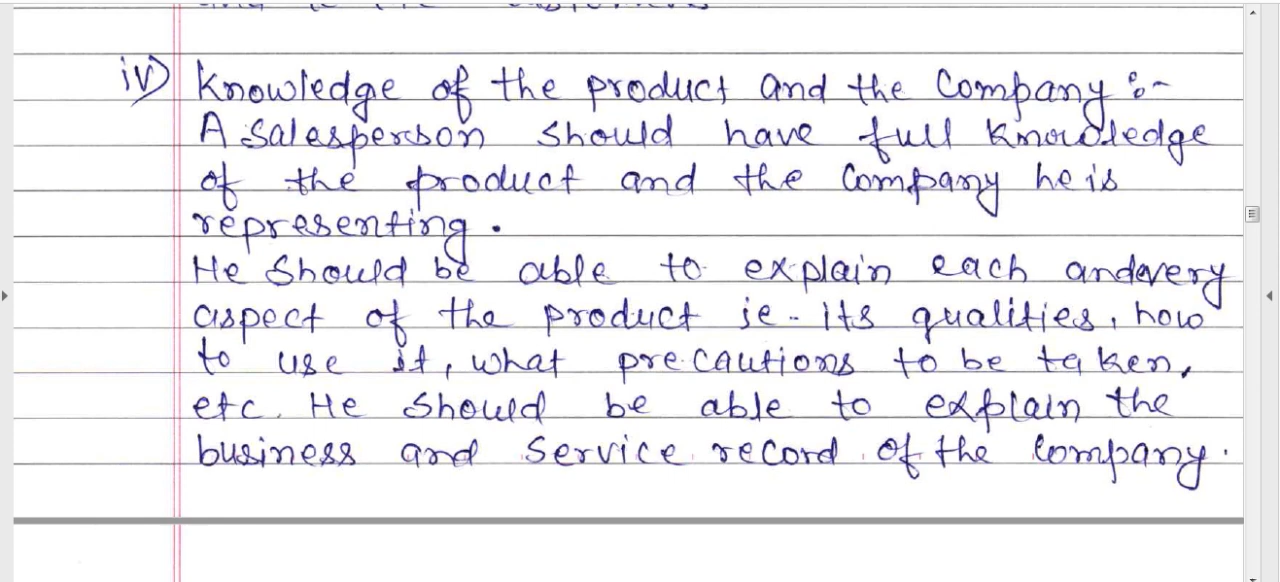 iv) Knowledge of the product and the Company :-
A salesperson should have full knowledge
of the product and the Company he is
representing.
He should be able to explain each andevery
aspect of the product ie. its qualities, how
to use it, what precautions to be taken,
etc. He should be able to explain the
business and service record of the Company.